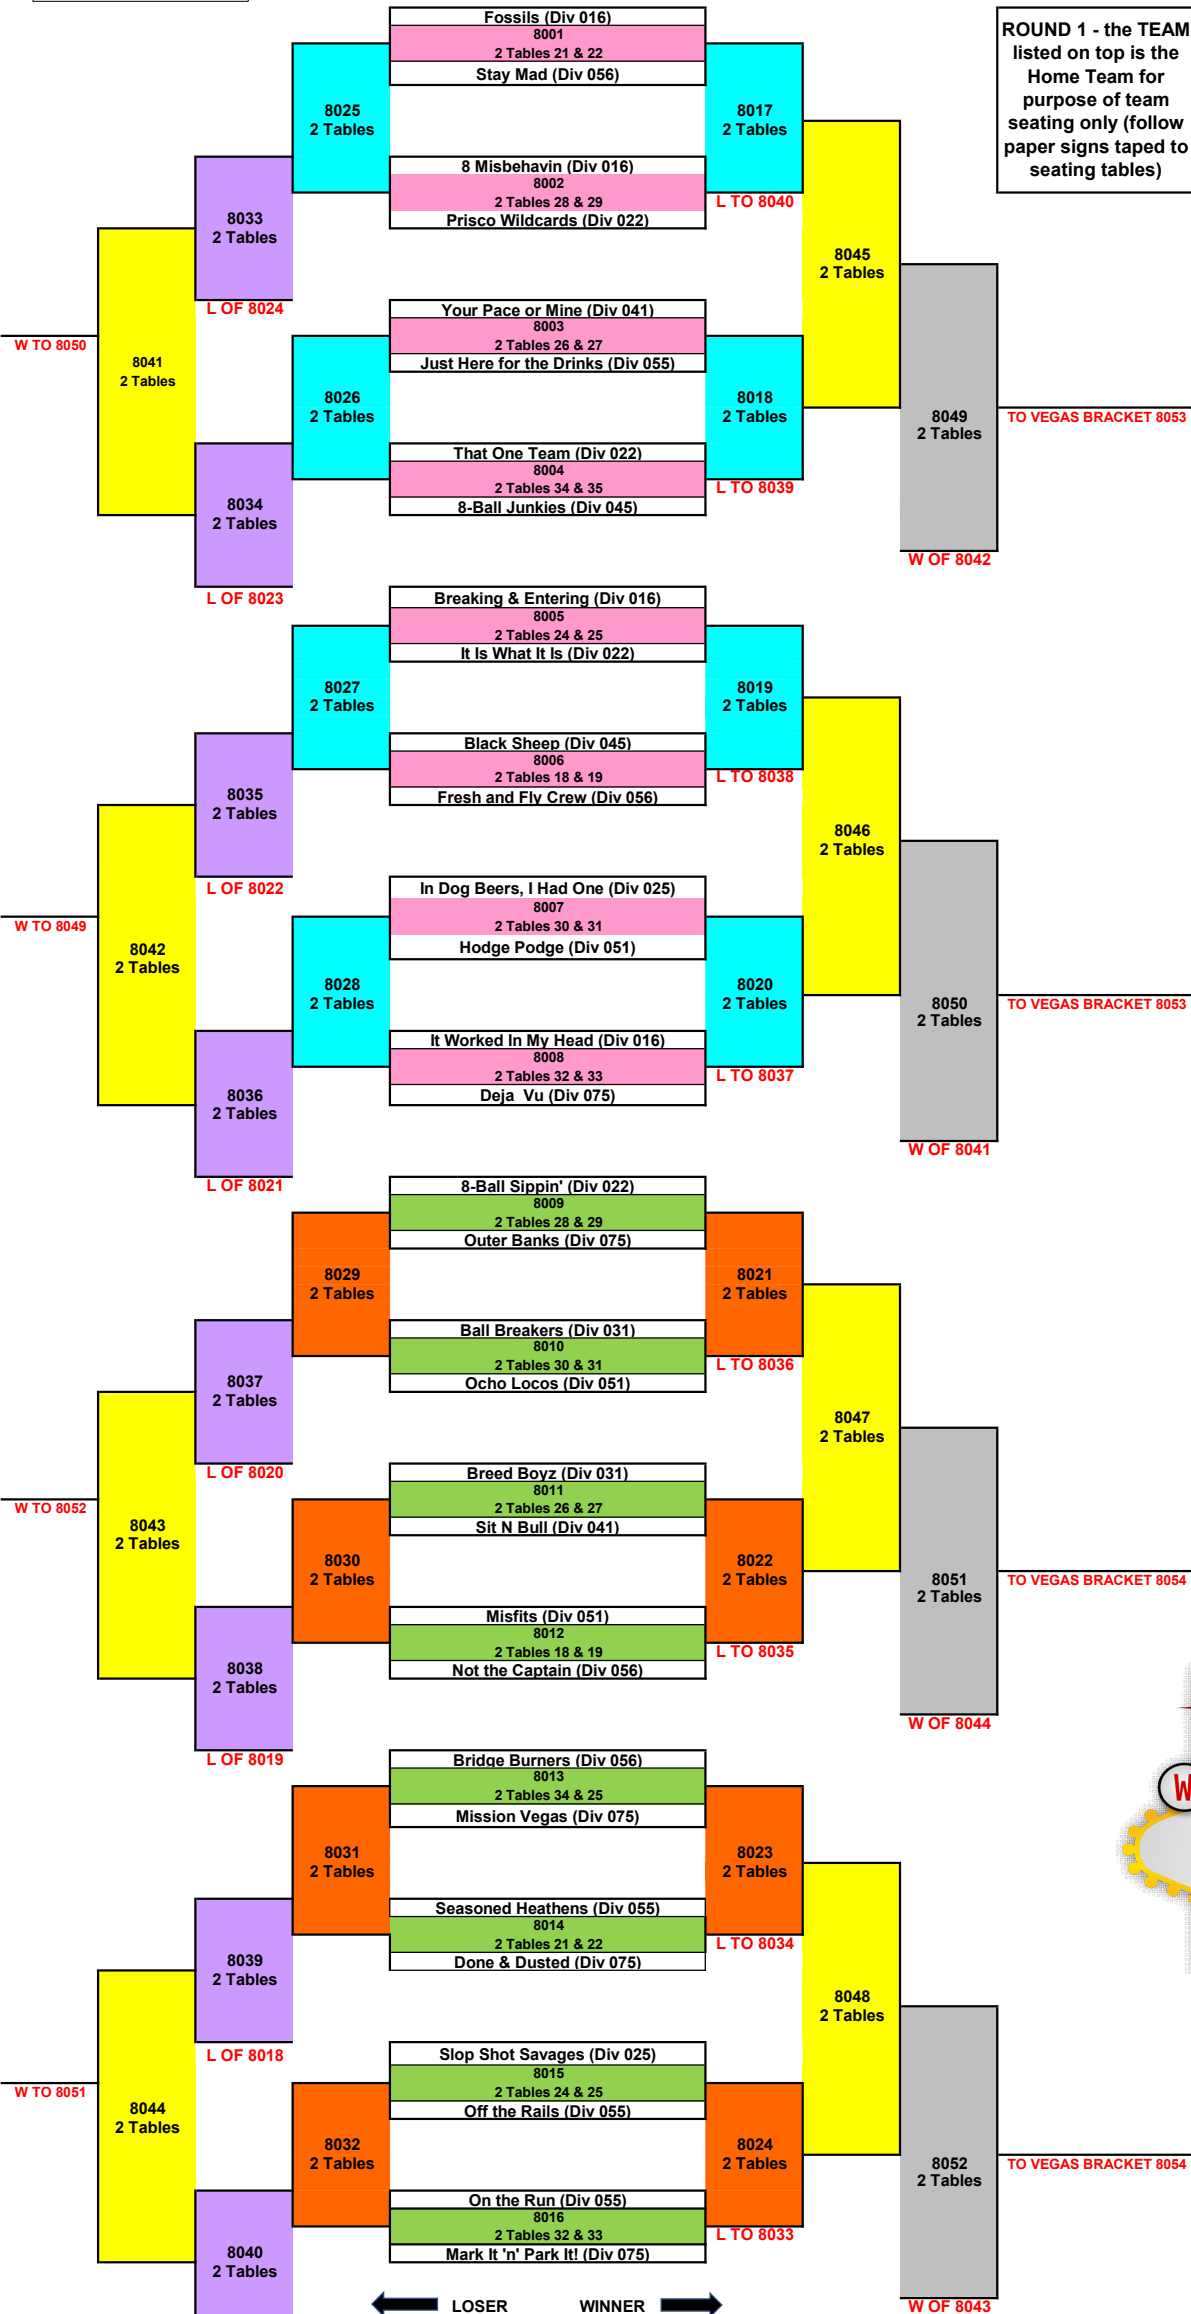 Fossils (Div 016)
8001
2 Tables 21 & 22
Stay Mad (Div 056)
ROUND 1 - the TEAM
listed on top is the
Home Team for
purpose of team
seating only (follow
paper signs taped to
seating tables)
8025
2 Tables
8017
2 Tables
8 Misbehavin (Div 016)
8002
2 Tables 28 & 29
Prisco Wildcards (Div 022)
L TO 8040
8033
2 Tables
8045
2 Tables
L OF 8024
Your Pace or Mine (Div 041)
8003
2 Tables 26 & 27
Just Here for the Drinks (Div 055)
W TO 8050
8041
2 Tables
8026
2 Tables
8018
2 Tables
8049
2 Tables
TO VEGAS BRACKET 8053
That One Team (Div 022)
8004
2 Tables 34 & 35
8-Ball Junkies (Div 045)
L TO 8039
8034
2 Tables
W OF 8042
L OF 8023
Breaking & Entering (Div 016)
8005
2 Tables 24 & 25
It Is What It Is (Div 022)
8027
2 Tables
8019
2 Tables
Black Sheep (Div 045)
8006
2 Tables 18 & 19
Fresh and Fly Crew (Div 056)
L TO 8038
8035
2 Tables
8046
2 Tables
L OF 8022
In Dog Beers, I Had One (Div 025)
8007
2 Tables 30 & 31
Hodge Podge (Div 051)
W TO 8049
8042
2 Tables
8028
2 Tables
8020
2 Tables
8050
2 Tables
TO VEGAS BRACKET 8053
It Worked In My Head (Div 016)
8008
2 Tables 32 & 33
Deja Vu (Div 075)
L TO 8037
8036
2 Tables
W OF 8041
L OF 8021
8-Ball Sippin' (Div 022)
8009
2 Tables 28 & 29
Outer Banks (Div 075)
8029
2 Tables
8021
2 Tables
Ball Breakers (Div 031)
8010
2 Tables 30 & 31
Ocho Locos (Div 051)
L TO 8036
8037
2 Tables
8047
2 Tables
L OF 8020
Breed Boyz (Div 031)
8011
2 Tables 26 & 27
Sit N Bull (Div 041)
W TO 8052
8043
2 Tables
8030
2 Tables
8022
2 Tables
8051
2 Tables
TO VEGAS BRACKET 8054
Misfits (Div 051)
8012
2 Tables 18 & 19
Not the Captain (Div 056)
L TO 8035
8038
2 Tables
W OF 8044
L OF 8019
Bridge Burners (Div 056)
8013
2 Tables 34 & 25
Mission Vegas (Div 075)
W
8031
2 Tables
8023
2 Tables
Seasoned Heathens (Div 055)
8014
2 Tables 21 & 22
Done & Dusted (Div 075)
L TO 8034
8039
2 Tables
8048
2 Tables
L OF 8018
Slop Shot Savages (Div 025)
8015
2 Tables 24 & 25
Off the Rails (Div 055)
W TO 8051
8044
2 Tables
8032
2 Tables
8024
2 Tables
8052
2 Tables
TO VEGAS BRACKET 8054
On the Run (Div 055)
8016
2 Tables 32 & 33
Mark It 'n' Park It! (Div 075)
L TO 8033
8040
2 Tables
LOSER WINNER
W OF 8043